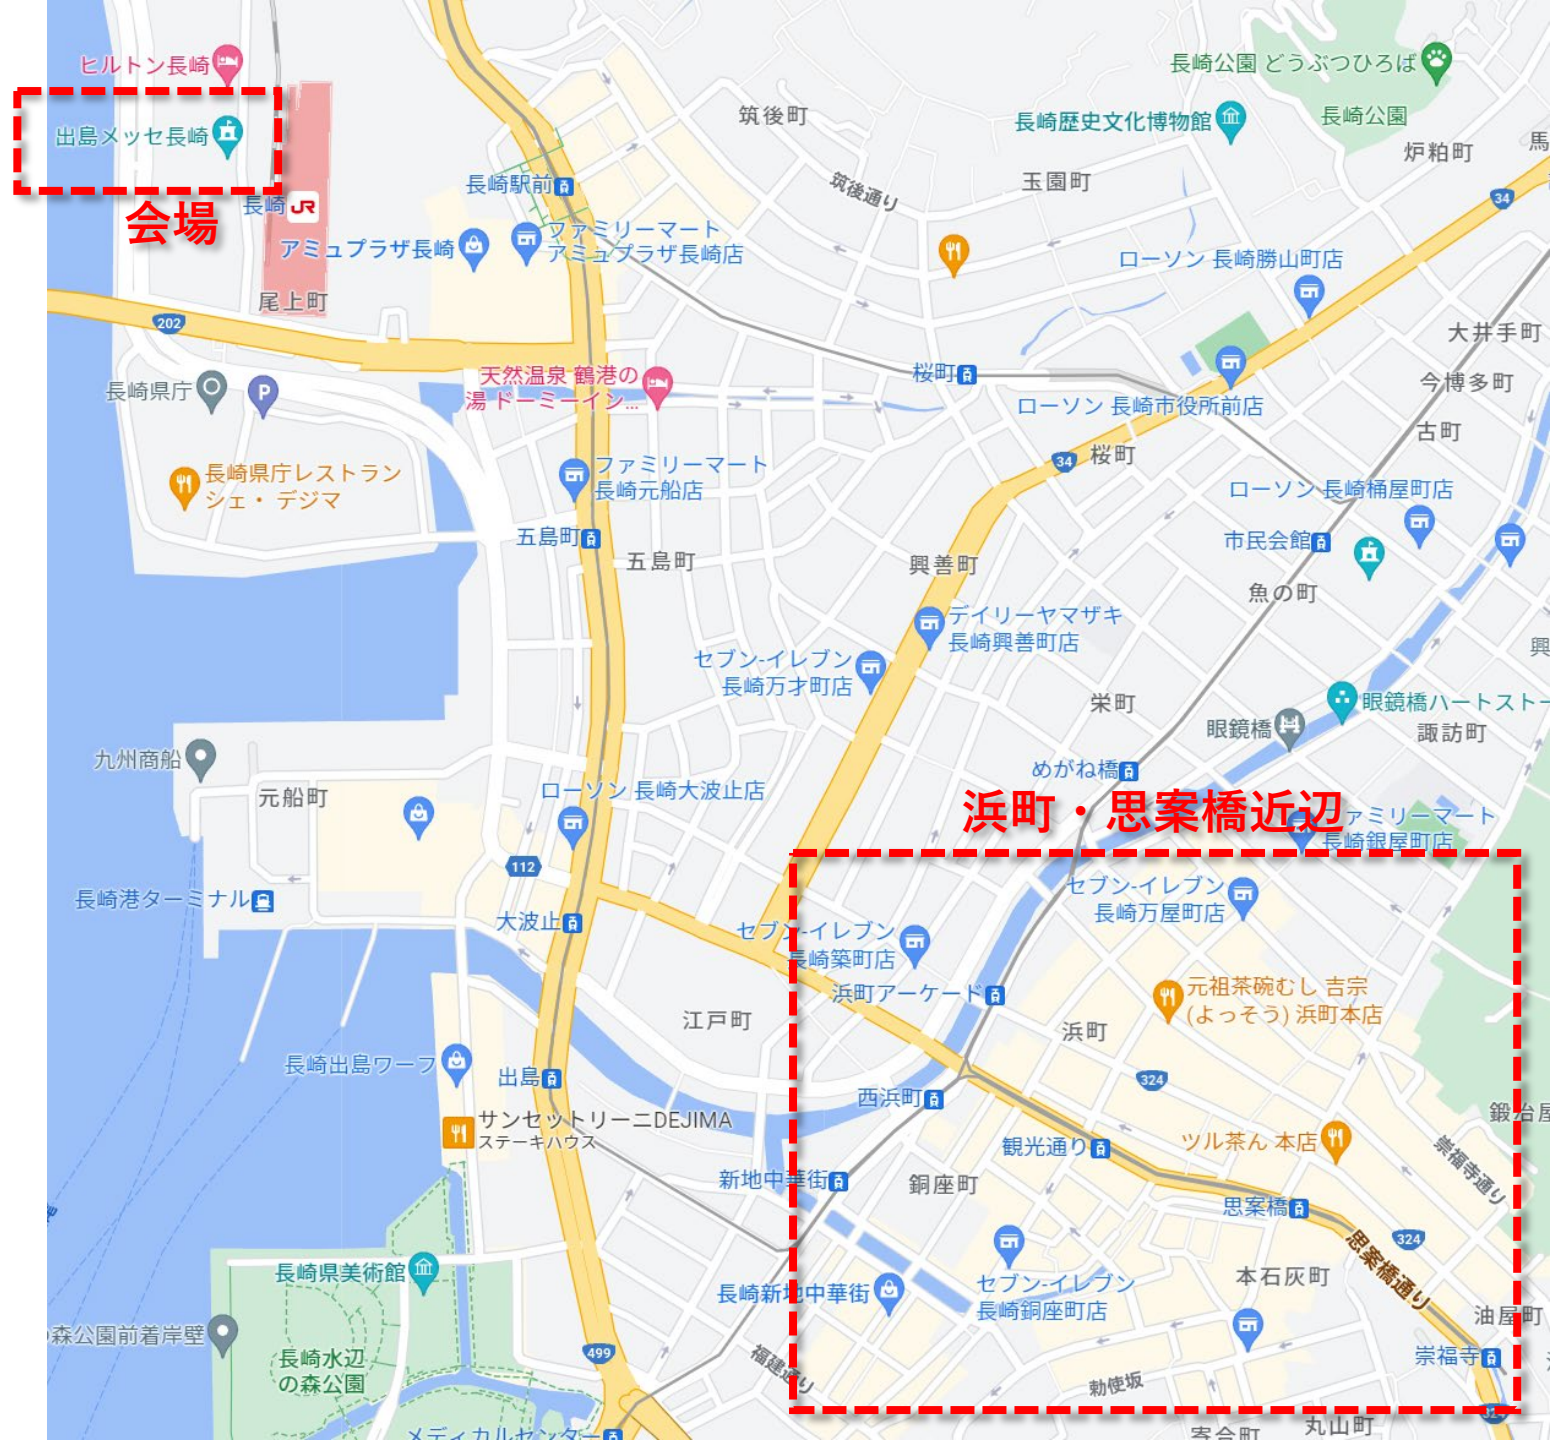 ヒルトン長崎
長崎公園 どうぶつひろば
筑後町
長崎歴史文化博物館
長崎公園
出島メッセ長崎
炉粕町
馬
長崎駅前
筑後通り
玉園町
34
会場
長崎
JR
アミュプラザ長崎
ファミリーマート
アミュプラザ長崎店
ローソン 長崎勝山町店
尾上町
202
大井手町
長崎県庁
P
天然温泉 鶴港の
湯 ドーミーイン...
桜町
今博多町
ローソン 長崎市役所前店
古町
長崎県庁レストラン
シェ・デジマ
ファミリーマート
長崎元船店
34
桜町
ローソン 長崎桶屋町店
五島町
五島町
興善町
市民会館
魚の町
デイリーヤマザキ
長崎興善町店
セブン-イレブン
長崎万才町店
興
栄町
眼鏡橋
眼鏡橋ハートストー
諏訪町
九州商船
元船町
めがね橋
ローソン 長崎大波止店
浜町・思案橋近辺
ファミリーマート
長崎銀屋町店
112
長崎港ターミナル
大波止
セブン-イレブン
長崎万屋町店
セブン-イレブン
長崎築町店
浜町アーケード
元祖茶碗むし 吉宗
(よっそう) 浜町本店
江戸町
浜町
長崎出島ワーフ
出島
西浜町
324
サンセットリーニDEJIMA
ステーキハウス
鍛冶屋
観光通り
ツル茶ん 本店
崇福寺通り
新地中華街
銅座町
思案橋
324
思案橋通り
長崎県美術館
長崎新地中華街
セブン-イレブン
長崎銅座町店
本石灰町
油屋町
森公園前着岸壁
長崎水辺
の森公園
499
福建通り
崇福寺
勅使坂
324
メディカルセンター
寄合町
丸山町